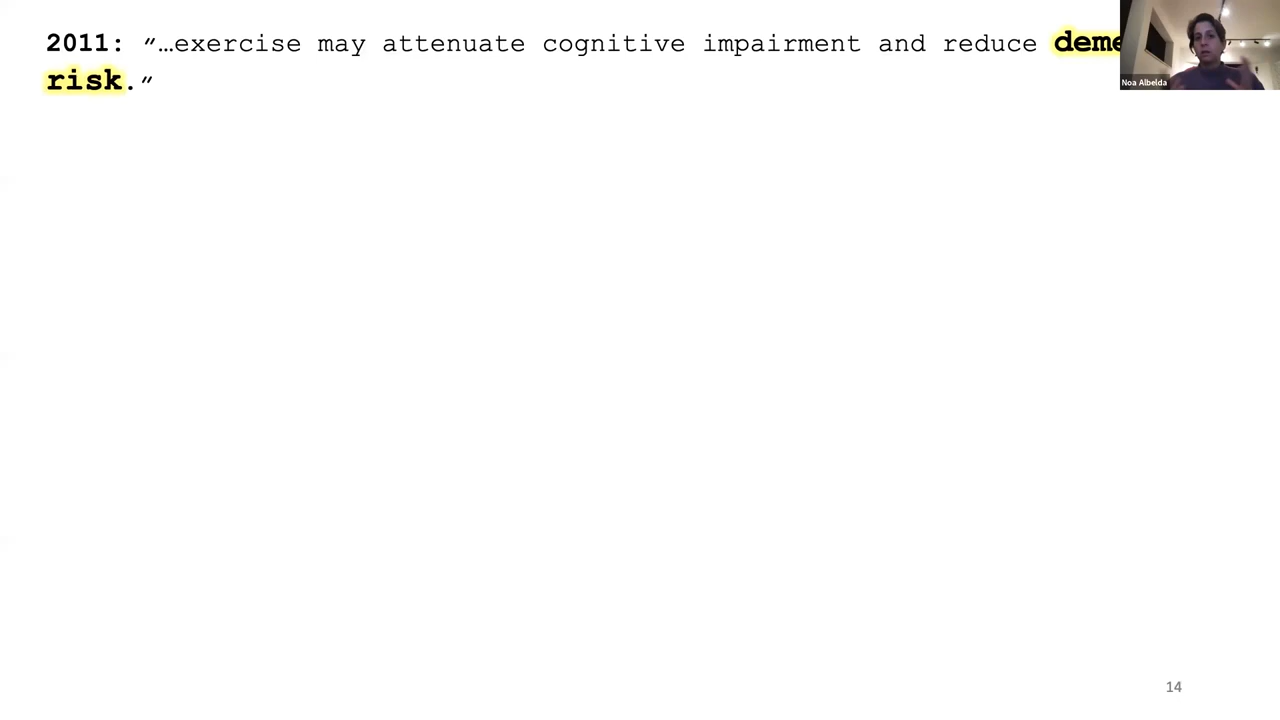 2011: “…exercise may attenuate cognitive impairment and reduce
risk.”
Noa Albelda
14